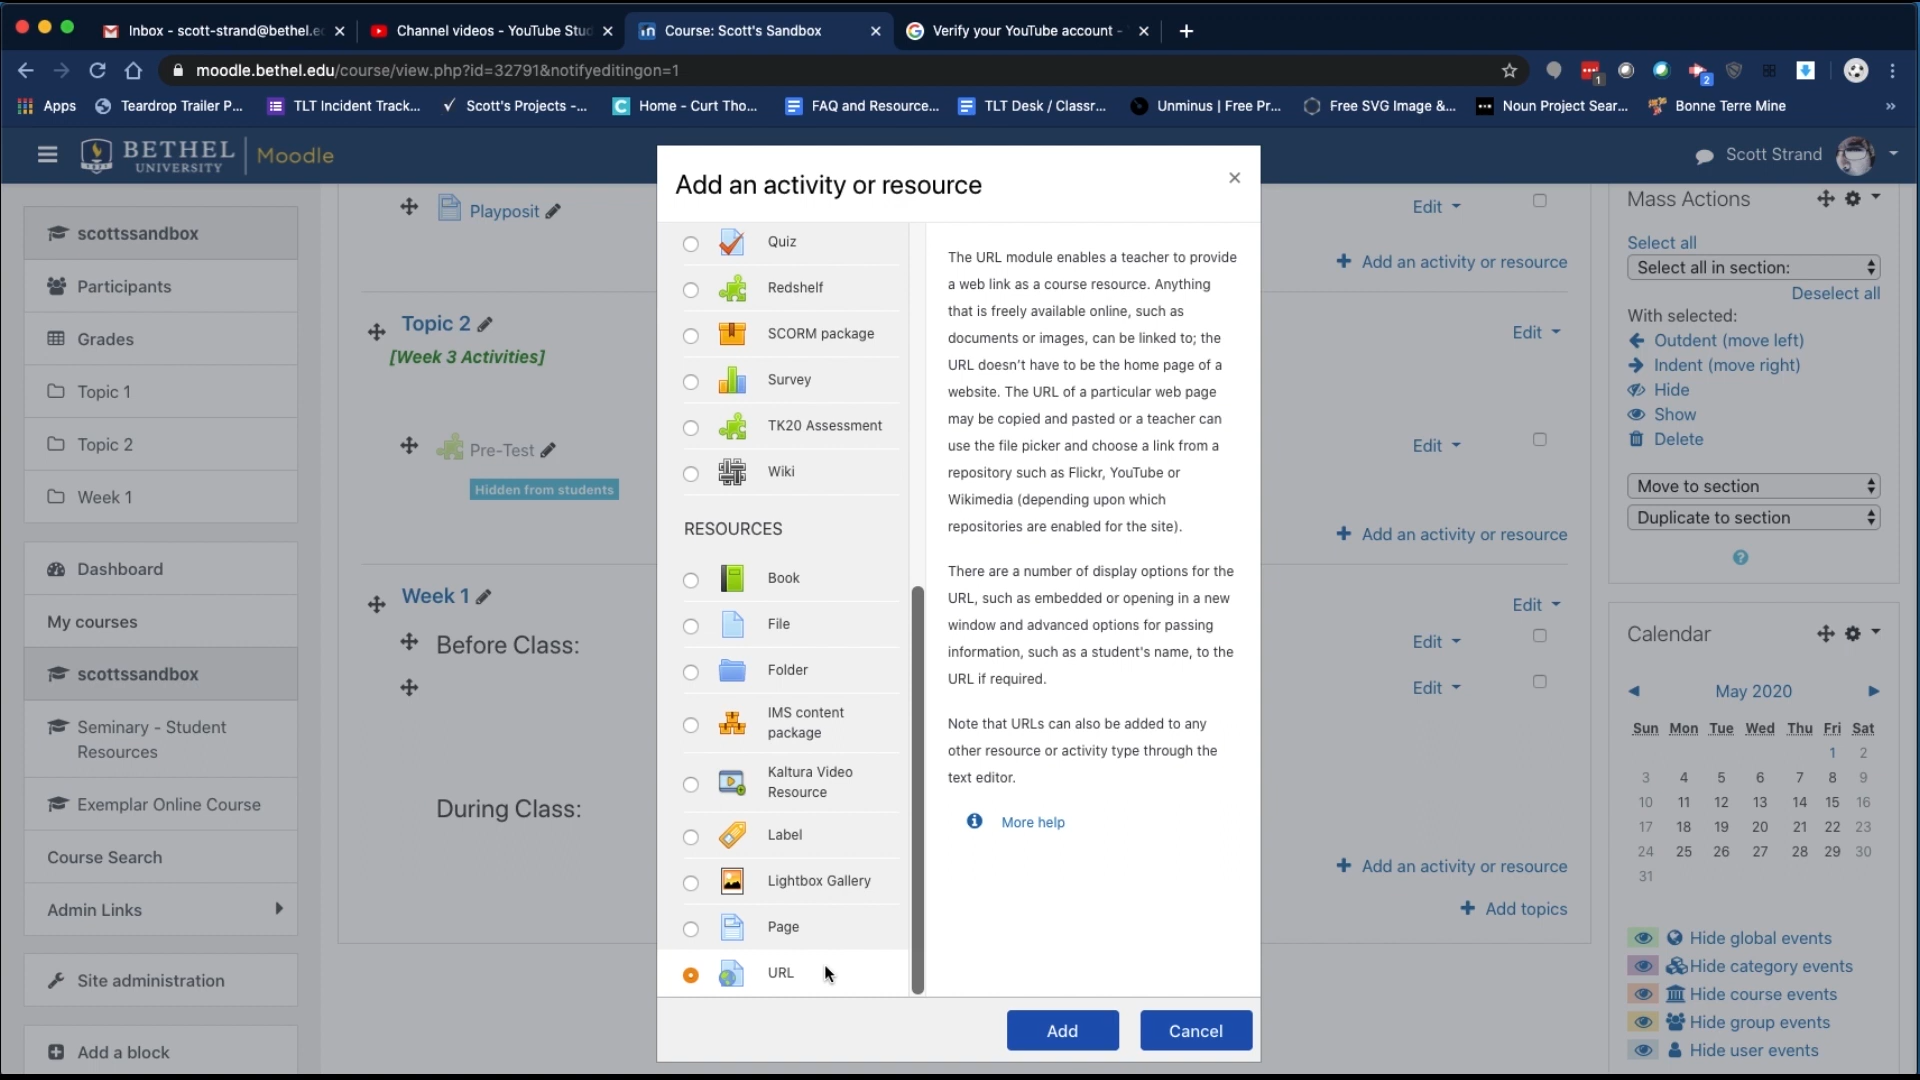 Inbox - scott-strand@bethel.e
Channel videos - YouTube Stud
Course: Scott's Sandbox
Verify your YouTube account -
moodle.bethel.edu/course/view.php?id=32791&notifyeditingon=1
1
2
Apps
Teardrop Trailer P...
TLT Incident Track...
Scott's Projects -...
Home - Curt Tho...
FAQ and Resource...
TLT Desk / Classr...
Unminus | Free Pr...
Free SVG Image &...
Noun Project Sear...
Bonne Terre Mine
»
BETHEL
UNIVERSITY
Moodle
Scott Strand
scottssandbox
Participants
Grades
Topic 1
Topic 2
Week 1
Dashboard
My courses
scottssandbox
Seminary - Student
Resources
Exemplar Online Course
Course Search
Admin Links
Site administration
Add a block
Playposit
Edit
Add an activity or resource
Topic 2
Edit
[Week 3 Activities]
Pre-Test
Edit
Hidden from students
Add an activity or resource
Week 1
Edit
Before Class:
Edit
Edit
During Class:
Add an activity or resource
Add topics
Add an activity or resource
×
Quiz
Redshelf
SCORM package
Survey
TK20 Assessment
Wiki
RESOURCES
Book
File
Folder
IMS content
package
Kaltura Video
Resource
Label
Lightbox Gallery
Page
URL
The URL module enables a teacher to provide
a web link as a course resource. Anything
that is freely available online, such as
documents or images, can be linked to; the
URL doesn't have to be the home page of a
website. The URL of a particular web page
may be copied and pasted or a teacher can
use the file picker and choose a link from a
repository such as Flickr, YouTube or
Wikimedia (depending upon which
repositories are enabled for the site).
There are a number of display options for the
URL, such as embedded or opening in a new
window and advanced options for passing
information, such as a student's name, to the
URL if required.
Note that URLs can also be added to any
other resource or activity type through the
text editor.
More help
Add
Cancel
Mass Actions
Select all
Select all in section:
Deselect all
With selected:
Outdent (move left)
Indent (move right)
Hide
Show
Delete
Move to section
Duplicate to section
?
Calendar
◄ May 2020 ►
Sun Mon Tue Wed Thu Fri Sat
1 2
3 4 5 6 7 8 9
10 11 12 13 14 15 16
17 18 19 20 21 22 23
24 25 26 27 28 29 30
31
Hide global events
Hide category events
Hide course events
Hide group events
Hide user events